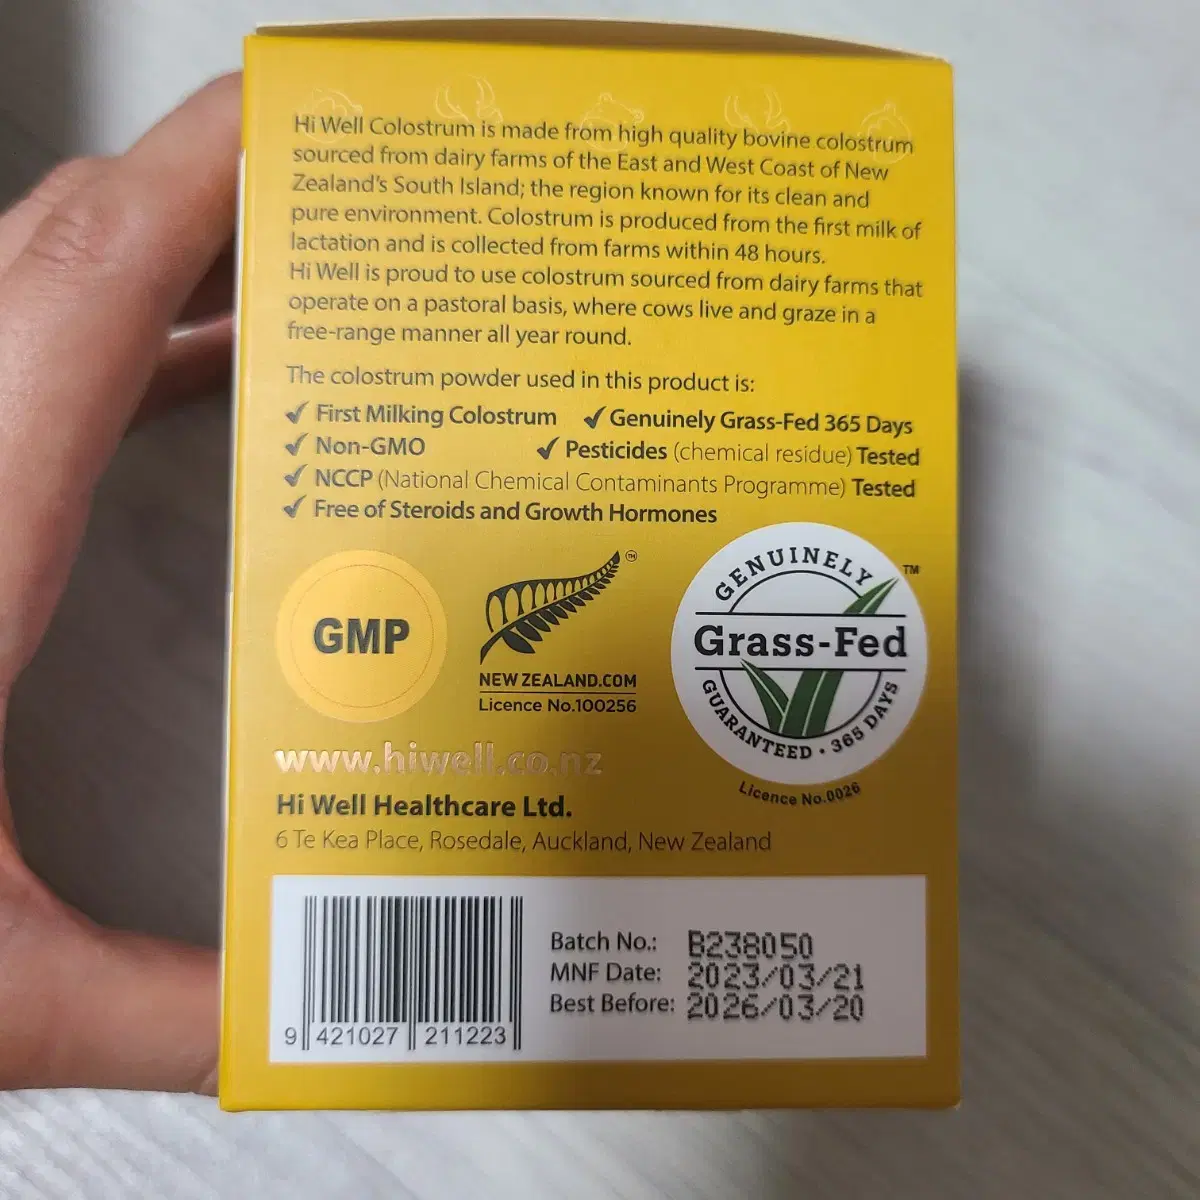 Hi Well Colostrum is made from high quality bovine colostrum
sourced from dairy farms of the East and West Coast of New
Zealand's South Island; the region known for its clean and
pure environment. Colostrum is produced from the first milk of
lactation and is collected from farms within 48 hours.
Hi Well is proud to use colostrum sourced from dairy farms that
operate on a pastoral basis, where cows live and graze in a
free-range manner all year round.
The colostrum powder used in this product is:
✓ First Milking Colostrum ✓ Genuinely Grass-Fed 365 Days
✓ Non-GMO ✓ Pesticides (chemical residue) Tested
✓ NCCP (National Chemical Contaminants Programme) Tested
✓ Free of Steroids and Growth Hormones
GMP
TM
NEW ZEALAND.COM
Licence No.100256
GENUINELY
TM
Grass-Fed
GUARANTEED · 365 DAYS
Licence No.0026
www.hiwell.co.nz
Hi Well Healthcare Ltd.
6 Te Kea Place, Rosedale, Auckland, New Zealand
9 421027 211223
Batch No.: B238050
MNF Date: 2023/03/21
Best Before: 2026/03/20